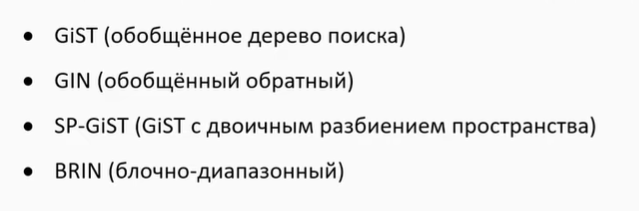 • GiST (обобщённое дерево поиска)
• GIN (обобщённый обратный)
• SP-GiST (GiST с двоичным разбиением пространства)
• BRIN (блочно-диапазонный)